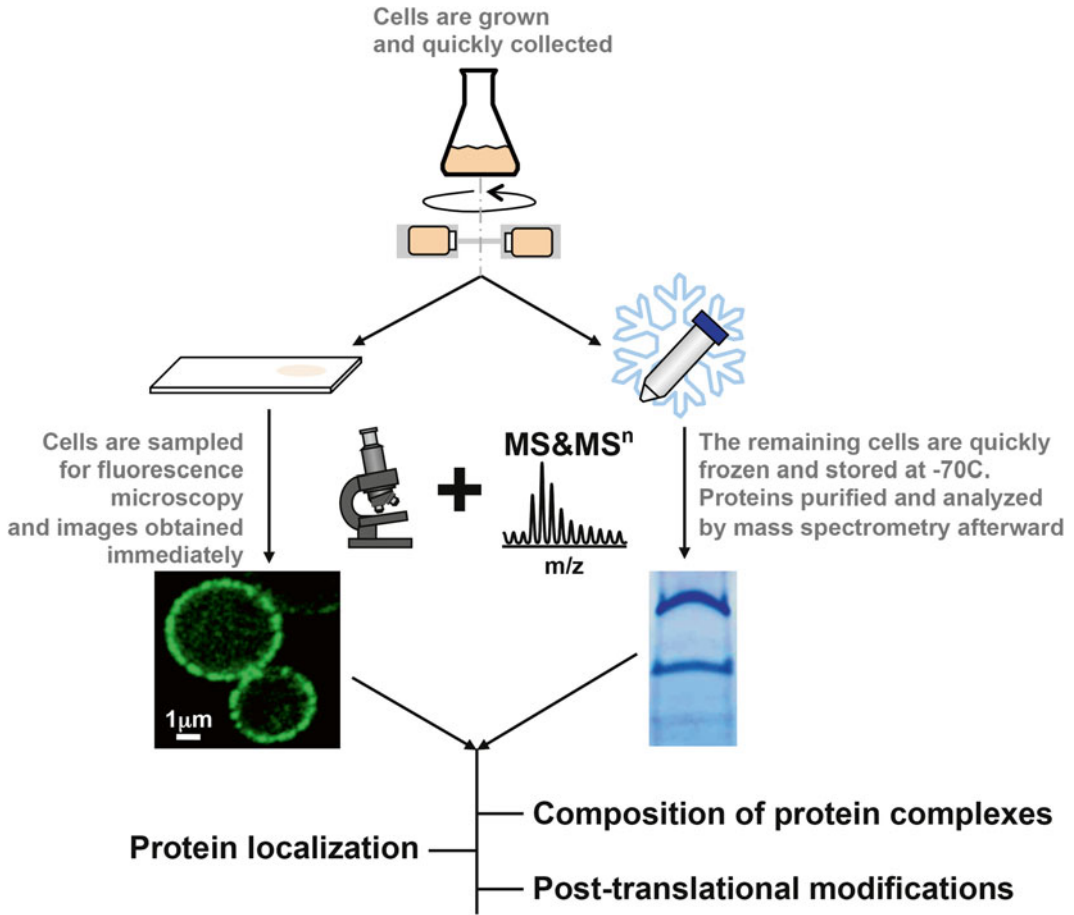 Cells are grown
and quickly collected
Cells are sampled
for fluorescence
microscopy
and images obtained
immediately
MS&MSⁿ
m/z
The remaining cells are quickly
frozen and stored at -70C.
Proteins purified and analyzed
by mass spectrometry afterward
1μm
Composition of protein complexes
Protein localization
Post-translational modifications